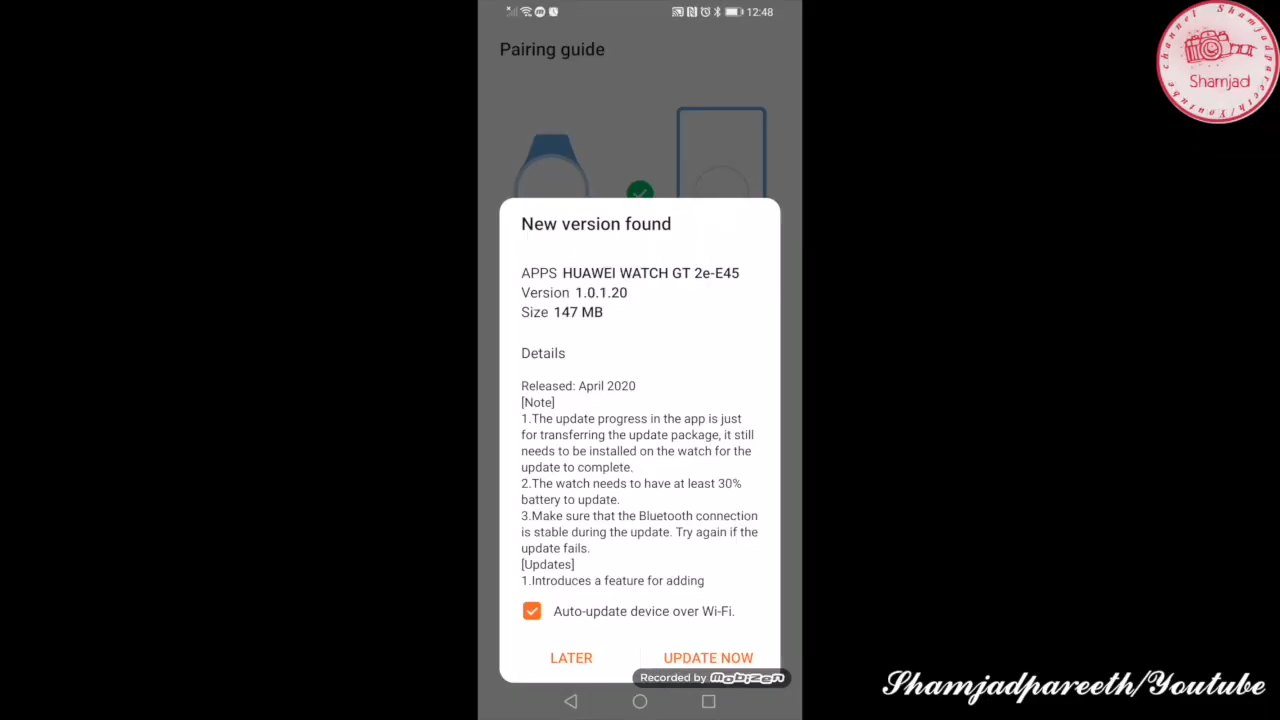 12:48
Pairing guide
New version found
APPS HUAWEI WATCH GT 2e-E45
Version 1.0.1.20
Size 147 MB
Details
Released: April 2020
[Note]
1.The update progress in the app is just
for transferring the update package, it still
needs to be installed on the watch for the
update to complete.
2.The watch needs to have at least 30%
battery to update.
3.Make sure that the Bluetooth connection
is stable during the update. Try again if the
update fails.
[Updates]
1.Introduces a feature for adding
Auto-update device over Wi-Fi.
LATER
UPDATE NOW
Recorded by Mobizen
channel Shamjadpareeth/Youtube
Shamjad
Shamjadpareeth/Youtube